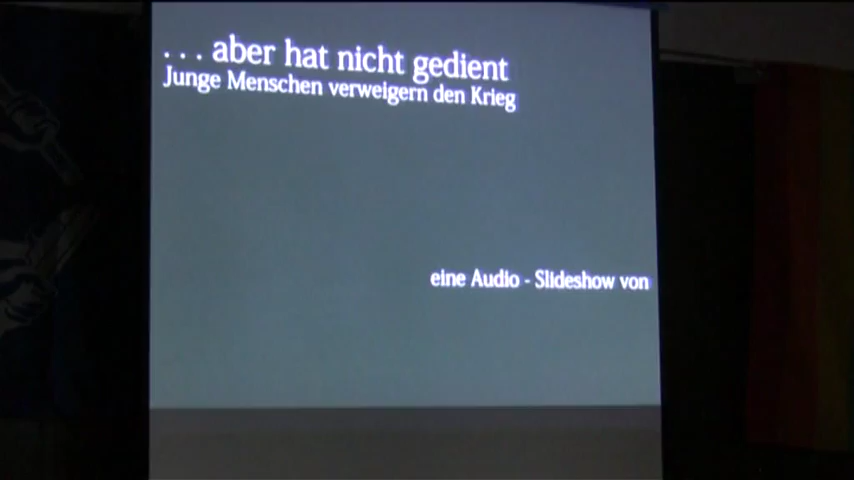 . . . aber hat nicht gedient
Junge Menschen verweigern den Krieg
eine Audio - Slideshow von